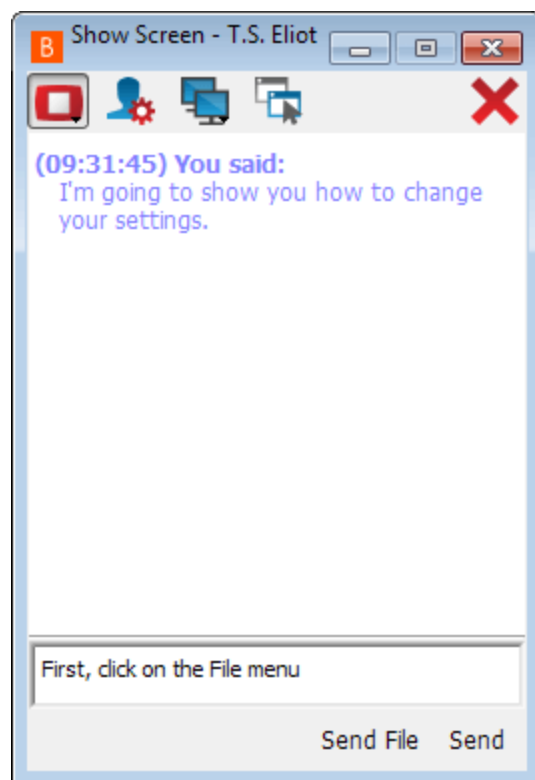 B Show Screen - T.S. Eliot
(09:31:45) You said:
I'm going to show you how to change
your settings.
First, click on the File menu
Send File Send